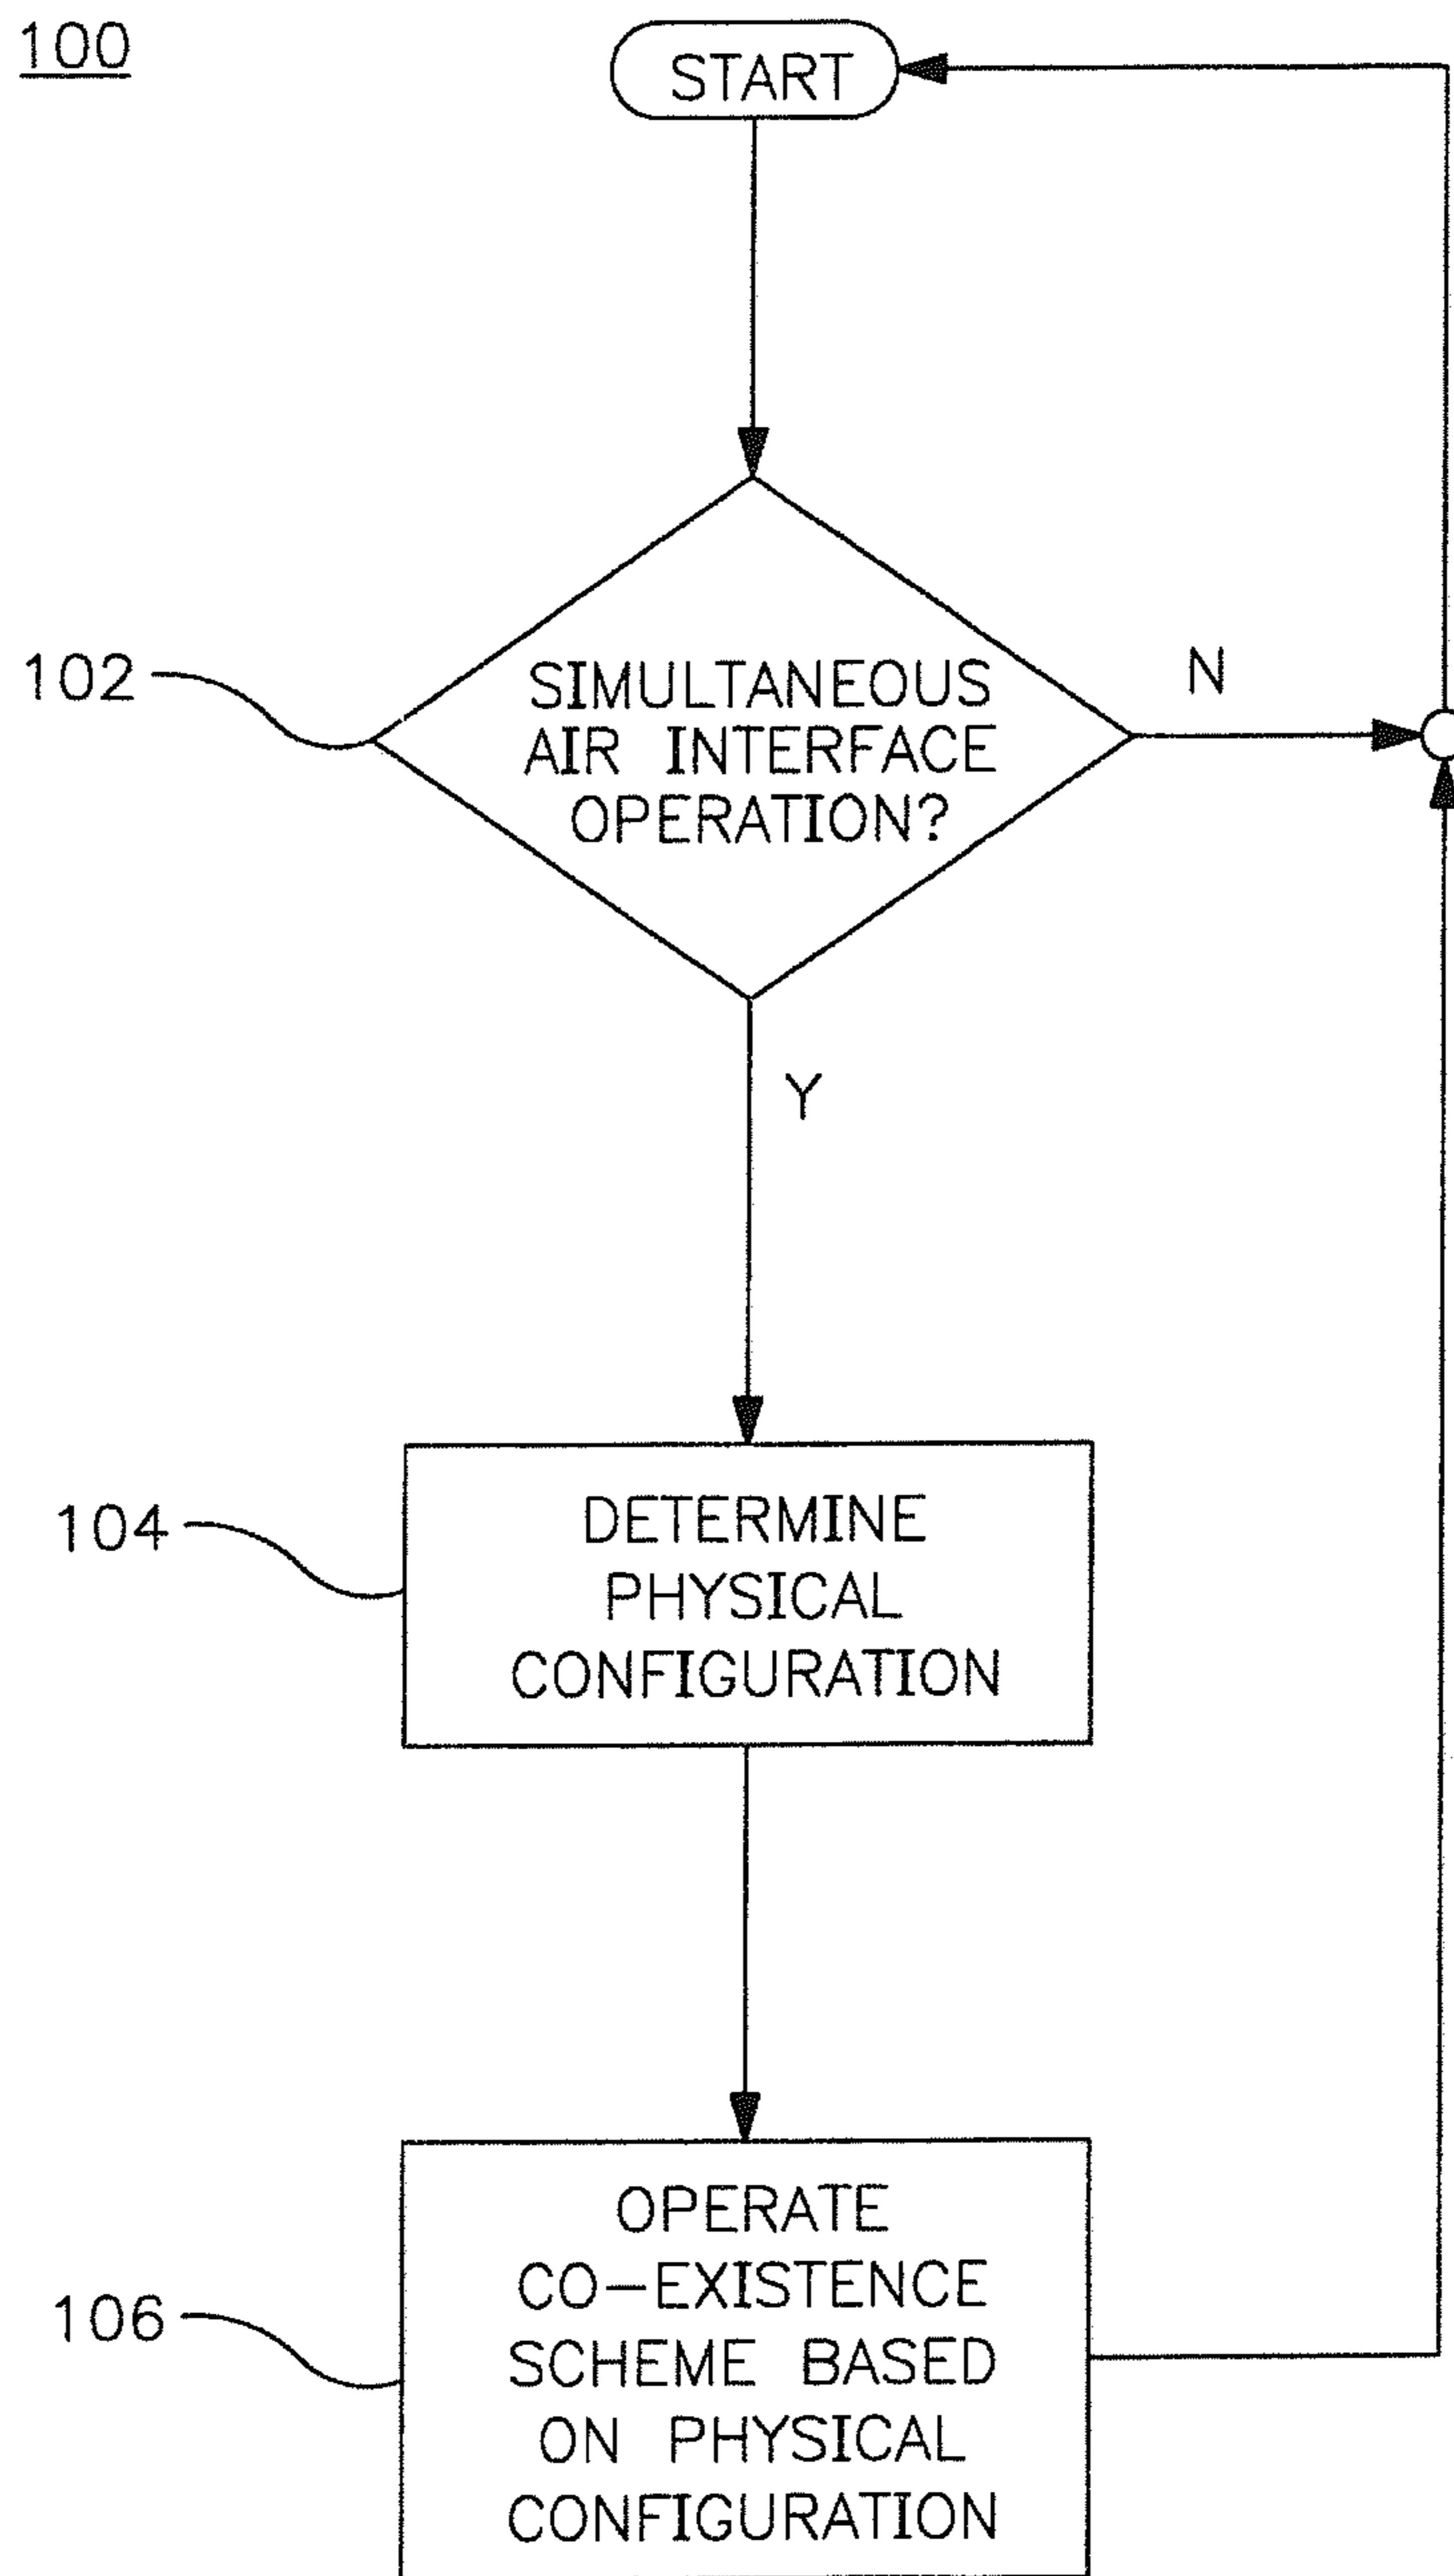 100
START
102
SIMULTANEOUS
AIR INTERFACE
OPERATION?
N
Y
104
DETERMINE
PHYSICAL
CONFIGURATION
106
OPERATE
CO-EXISTENCE
SCHEME BASED
ON PHYSICAL
CONFIGURATION